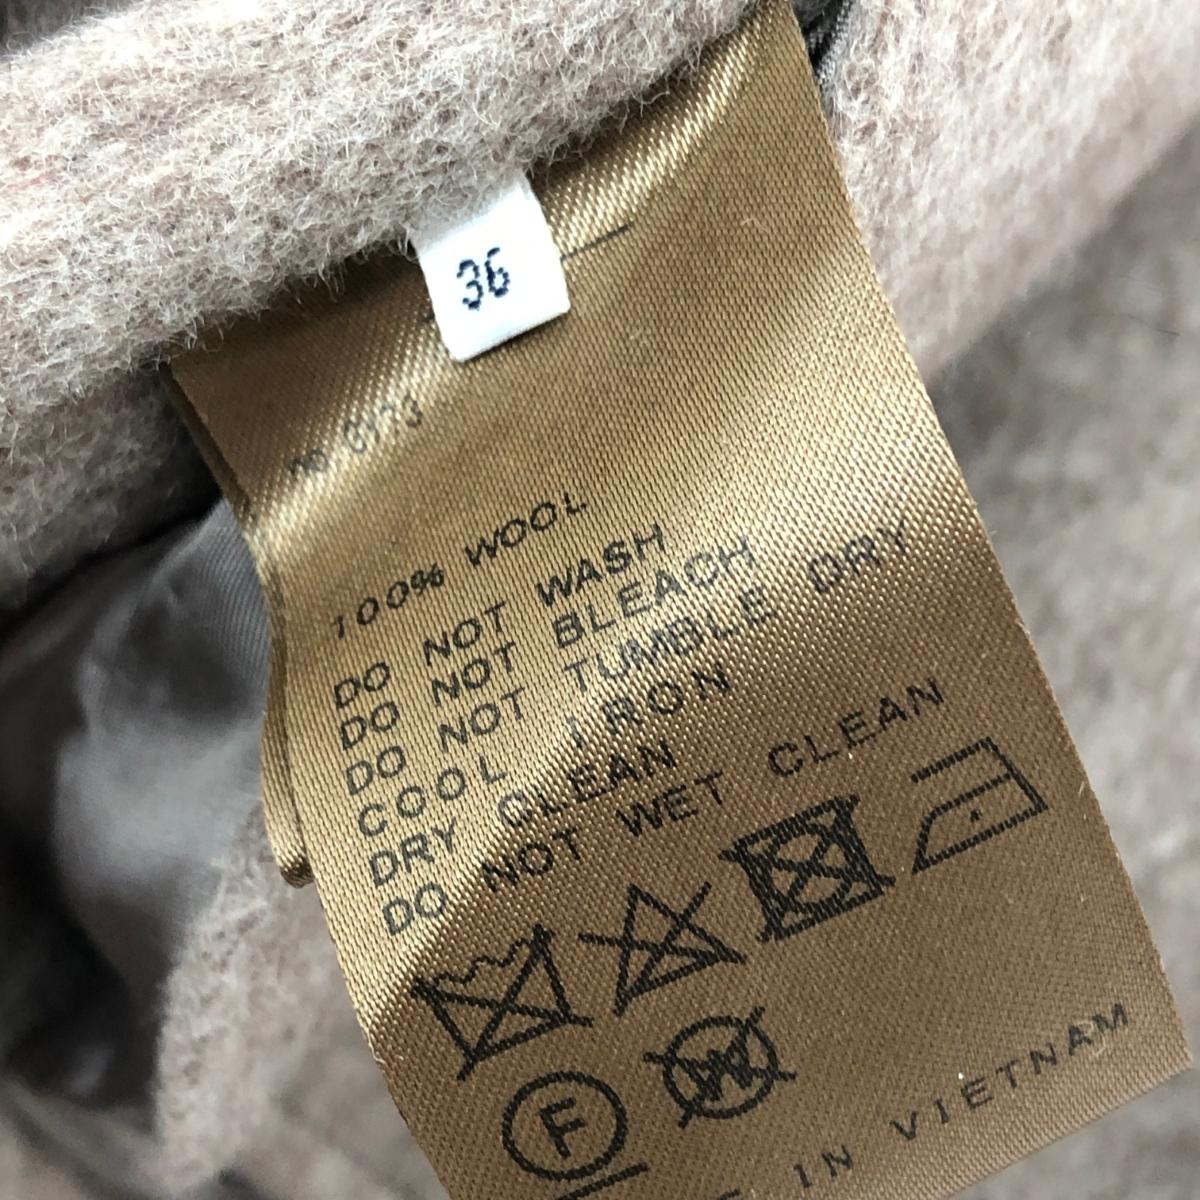 36
100% WOOL
DO NOT WASH
DO NOT BLEACH
DO NOT TUMBLE DRY
COOL IRON
DRY CLEAN
DO NOT WET CLEAN
F
W
IN VIETNAM